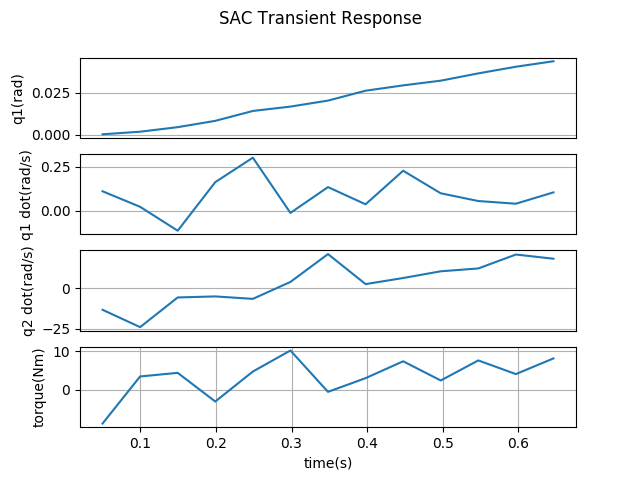 SAC Transient Response
q1(rad)
0.025
0.000
q1 dot(rad/s)
0.25
0.00
q2 dot(rad/s)
0
−25
torque(Nm)
10
0
0.1 0.2 0.3 0.4 0.5 0.6
time(s)